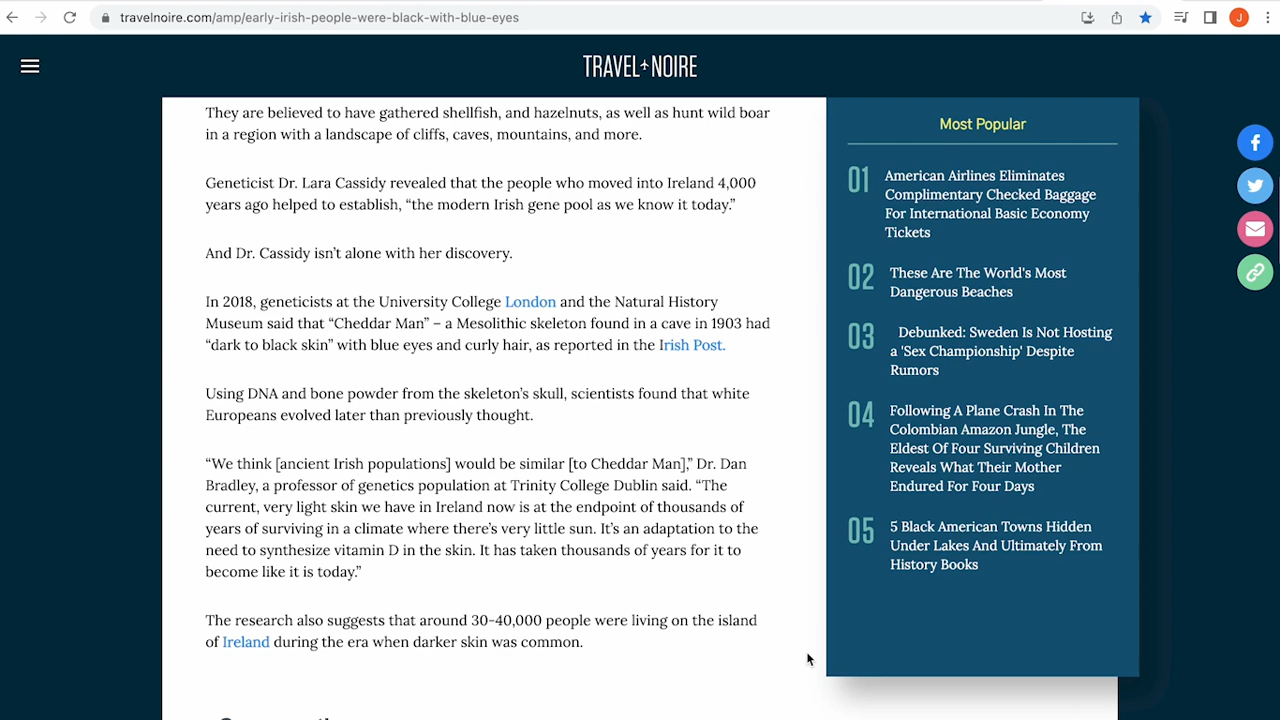 travelnoire.com/amp/early-irish-people-were-black-with-blue-eyes
J
TRAVEL+NOIRE
They are believed to have gathered shellfish, and hazelnuts, as well as hunt wild boar
in a region with a landscape of cliffs, caves, mountains, and more.
Geneticist Dr. Lara Cassidy revealed that the people who moved into Ireland 4,000
years ago helped to establish, “the modern Irish gene pool as we know it today.”
And Dr. Cassidy isn’t alone with her discovery.
In 2018, geneticists at the University College London and the Natural History
Museum said that “Cheddar Man” – a Mesolithic skeleton found in a cave in 1903 had
“dark to black skin” with blue eyes and curly hair, as reported in the Irish Post.
Using DNA and bone powder from the skeleton’s skull, scientists found that white
Europeans evolved later than previously thought.
“We think [ancient Irish populations] would be similar [to Cheddar Man],” Dr. Dan
Bradley, a professor of genetics population at Trinity College Dublin said. “The
current, very light skin we have in Ireland now is at the endpoint of thousands of
years of surviving in a climate where there’s very little sun. It’s an adaptation to the
need to synthesize vitamin D in the skin. It has taken thousands of years for it to
become like it is today.”
The research also suggests that around 30-40,000 people were living on the island
of Ireland during the era when darker skin was common.
Most Popular
01
American Airlines Eliminates
Complimentary Checked Baggage
For International Basic Economy
Tickets
02
These Are The World's Most
Dangerous Beaches
03
Debunked: Sweden Is Not Hosting
a 'Sex Championship' Despite
Rumors
04
Following A Plane Crash In The
Colombian Amazon Jungle, The
Eldest Of Four Surviving Children
Reveals What Their Mother
Endured For Four Days
05
5 Black American Towns Hidden
Under Lakes And Ultimately From
History Books